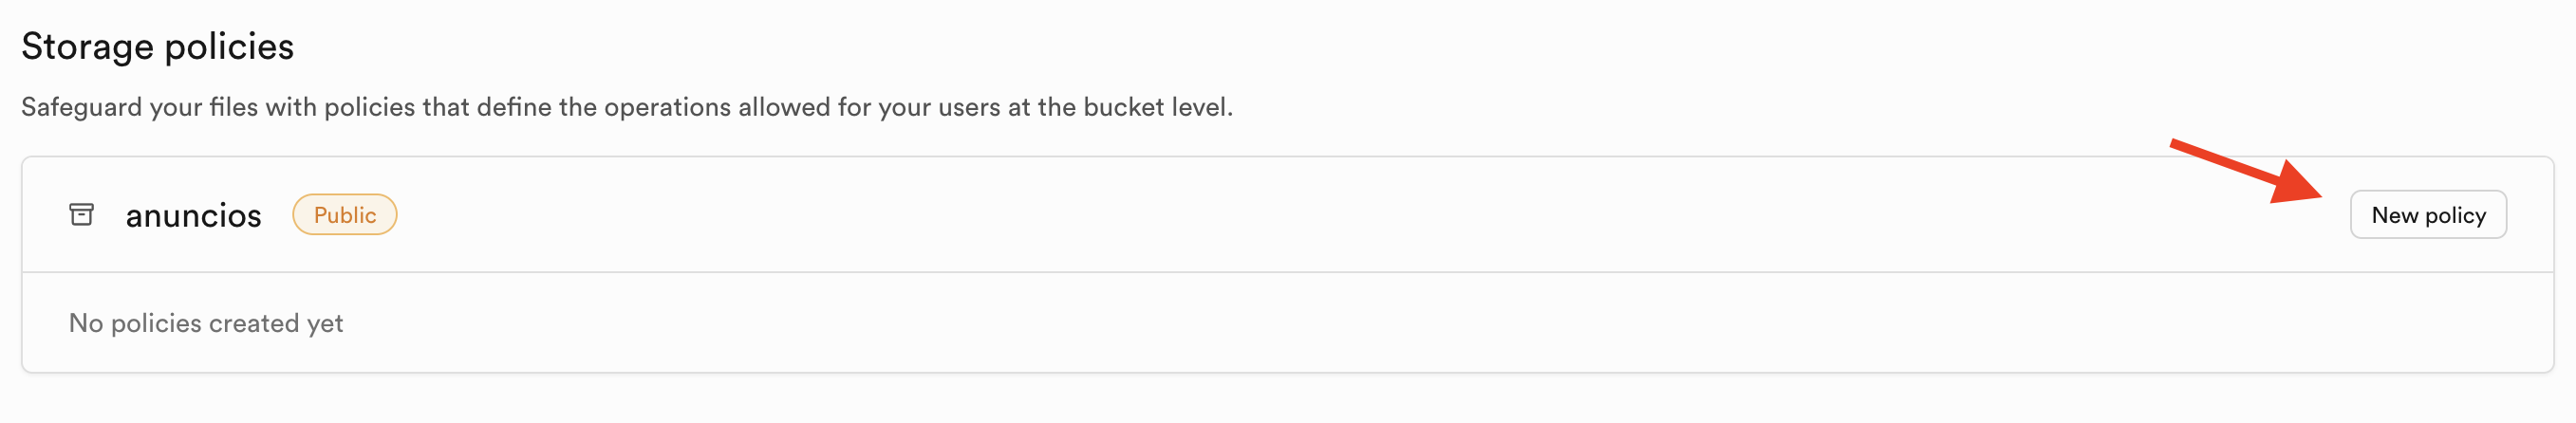 Storage policies
Safeguard your files with policies that define the operations allowed for your users at the bucket level.
anuncios Public New policy
No policies created yet